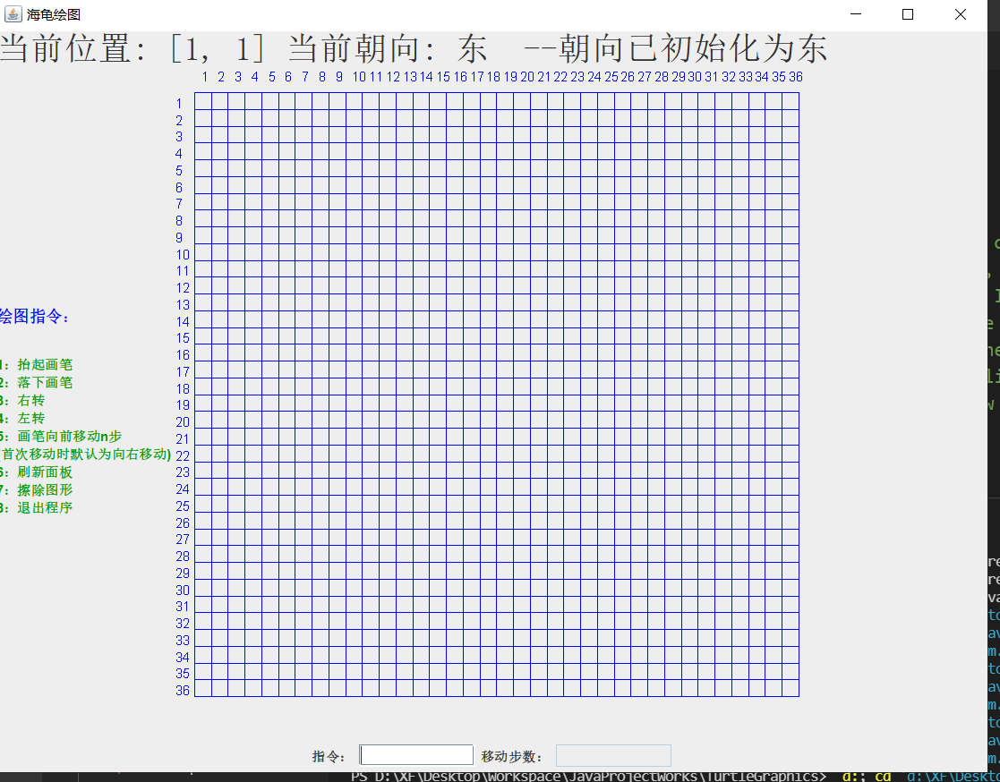 海龟绘图
当前位置: [1, 1] 当前朝向: 东  --朝向已初始化为东
1 2 3 4 5 6 7 8 9 10 11 12 13 14 15 16 17 18 19 20 21 22 23 24 25 26 27 28 29 30 31 32 33 34 35 36
1
2
3
4
5
6
7
8
9
10
11
12
13
14
15
16
17
18
19
20
21
22
23
24
25
26
27
28
29
30
31
32
33
34
35
36
绘图指令:
1: 抬起画笔
2: 落下画笔
3: 右转
4: 左转
5: 画笔向前移动n步
(首次移动时默认为向右移动)
6: 刷新面板
7: 擦除图形
8: 退出程序
指令:
移动步数:
PS D:\XF\Desktop\Workspace\JavaProjectWorks\TurtleGraphics> d:; cd